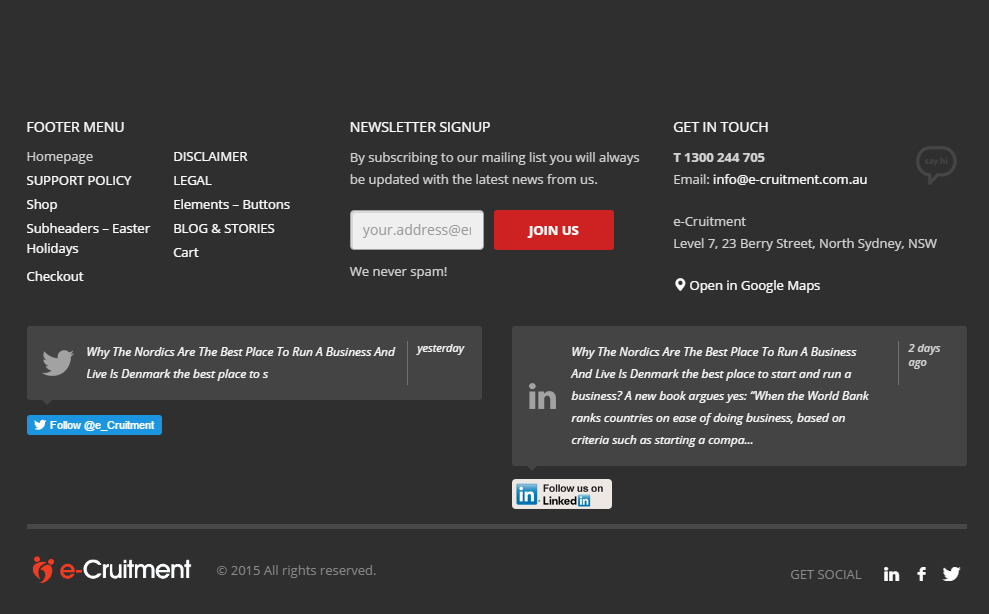 FOOTER MENU
Homepage
SUPPORT POLICY
Shop
Subheaders – Easter
Holidays
Checkout
DISCLAIMER
LEGAL
Elements – Buttons
BLOG & STORIES
Cart
NEWSLETTER SIGNUP
By subscribing to our mailing list you will always
be updated with the latest news from us.
your.address@e
JOIN US
We never spam!
GET IN TOUCH
T 1300 244 705
Email: info@e-cruitment.com.au
say hi
e-Cruitment
Level 7, 23 Berry Street, North Sydney, NSW
Open in Google Maps
Why The Nordics Are The Best Place To Run A Business And
Live Is Denmark the best place to s
yesterday
Follow @e_Cruitment
in
Why The Nordics Are The Best Place To Run A Business
And Live Is Denmark the best place to start and run a
business? A new book argues yes: “When the World Bank
ranks countries on ease of doing business, based on
criteria such as starting a compa...
2 days
ago
in
Follow us on
Linked in
e-Cruitment
© 2015 All rights reserved.
GET SOCIAL
in f